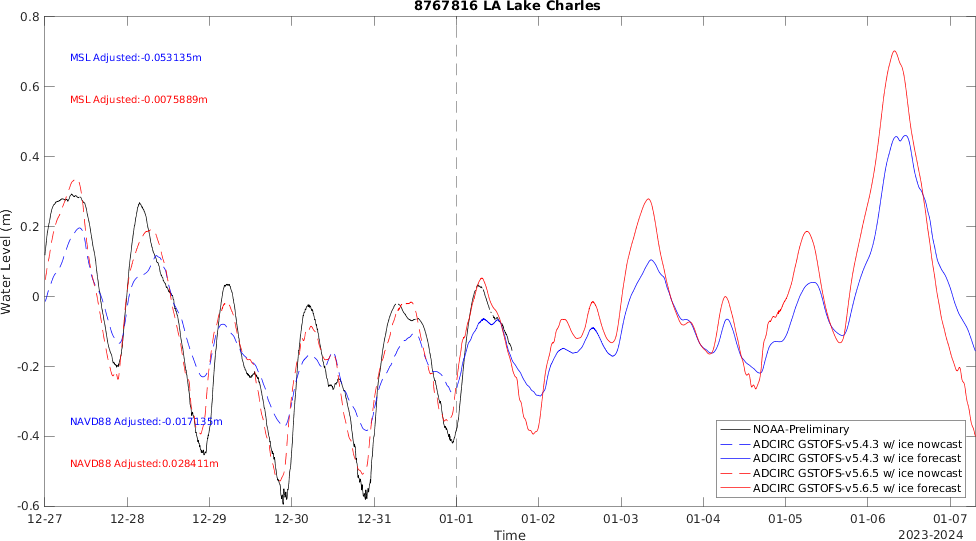 8767816 LA Lake Charles
0.8
0.6
0.4
0.2
0
-0.2
-0.4
-0.6
Water Level (m)
MSL Adjusted:-0.053135m
MSL Adjusted:-0.0075889m
NAVD88 Adjusted:-0.017135m
NAVD88 Adjusted:0.028411m
NOAA-Preliminary
ADCIRC GSTOFS-v5.4.3 w/ ice nowcast
ADCIRC GSTOFS-v5.4.3 w/ ice forecast
ADCIRC GSTOFS-v5.6.5 w/ ice nowcast
ADCIRC GSTOFS-v5.6.5 w/ ice forecast
12-27 12-28 12-29 12-30 12-31 01-01 01-02 01-03 01-04 01-05 01-06 01-07
Time
2023-2024